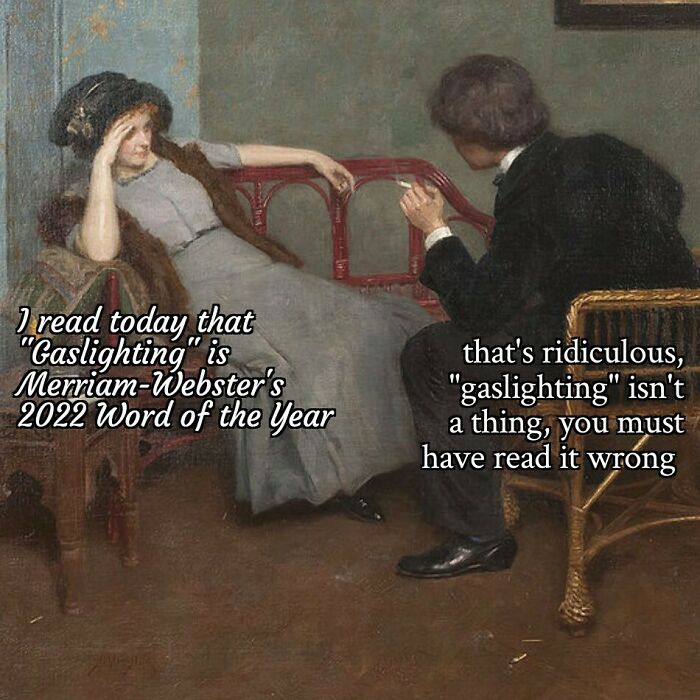 I read today that
"Gaslighting" is
Merriam-Webster's
2022 Word of the Year
that's ridiculous,
"gaslighting" isn't
a thing, you must
have read it wrong